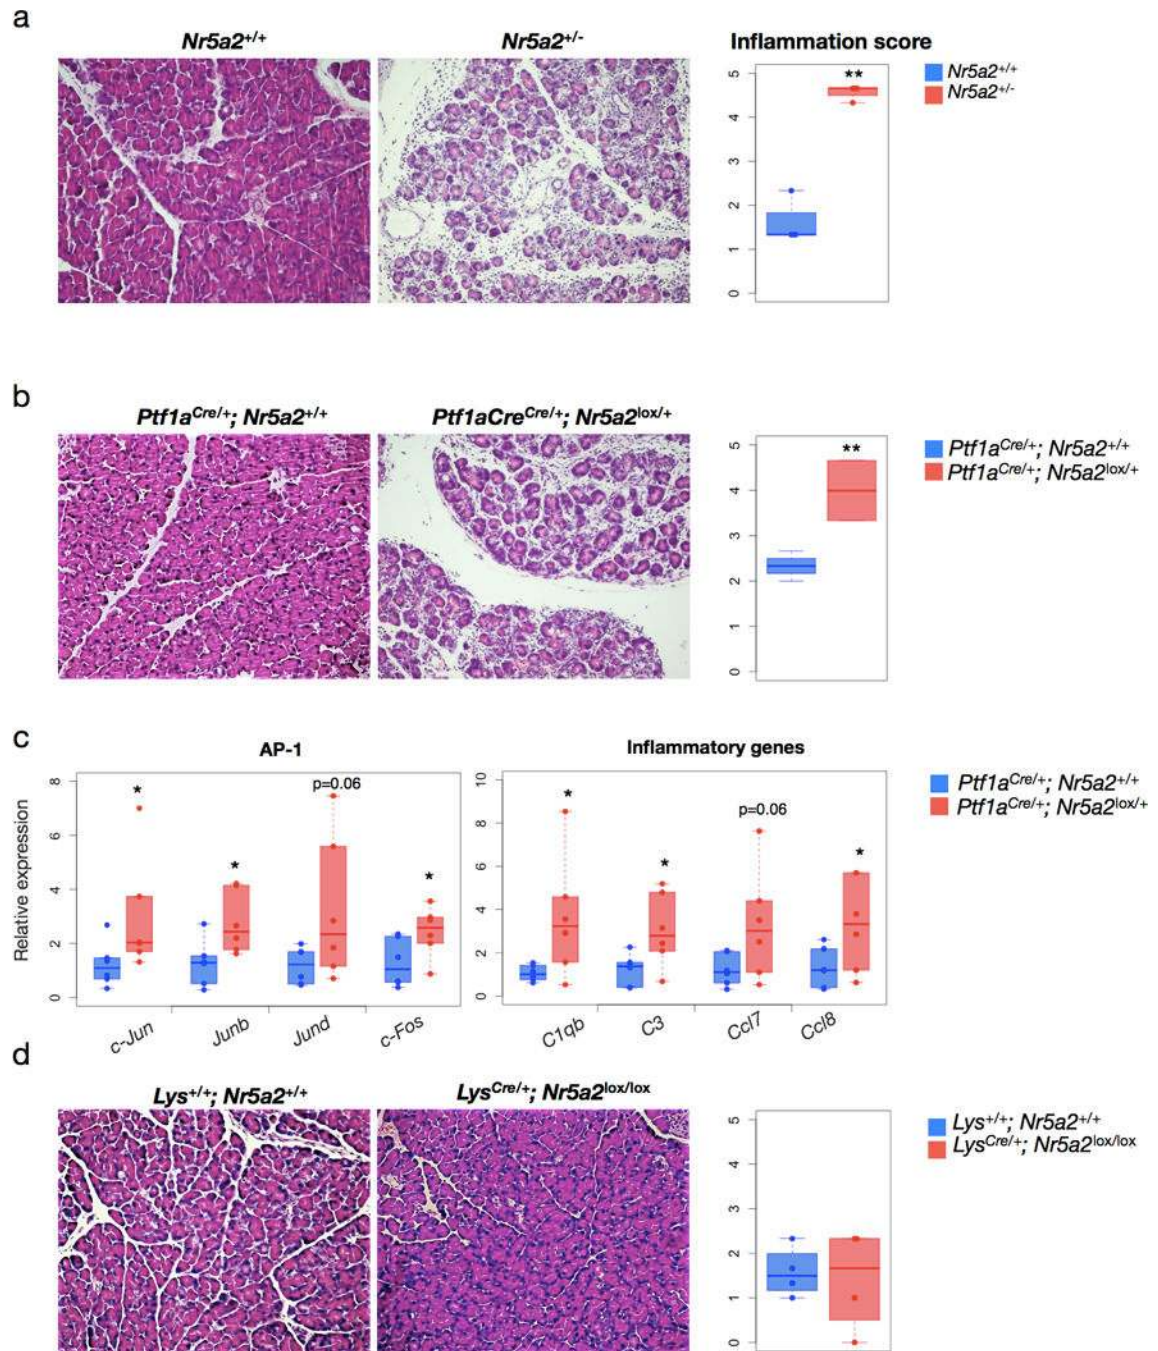 a
Nr5a2+/+ Nr5a2+/- Inflammation score
Nr5a2+/+
Nr5a2+/-
**
5
4
3
2
1
0
b
Ptf1aCre/+; Nr5a2+/+ Ptf1aCreCre/+; Nr5a2lox/+
Ptf1aCre/+; Nr5a2+/+
Ptf1aCre/+; Nr5a2lox/+
**
5
4
3
2
1
0
c
AP-1 Inflammatory genes
Relative expression
8
6
4
2
0
* * p=0.06 *
c-Jun Junb Jund c-Fos
10
8
6
4
2
0
* * p=0.06 *
C1qb C3 Ccl7 Ccl8
Ptf1aCre/+; Nr5a2+/+
Ptf1aCre/+; Nr5a2lox/+
d
Lys+/+; Nr5a2+/+ LysCre/+; Nr5a2lox/lox
Lys+/+; Nr5a2+/+
LysCre/+; Nr5a2lox/lox
5
4
3
2
1
0